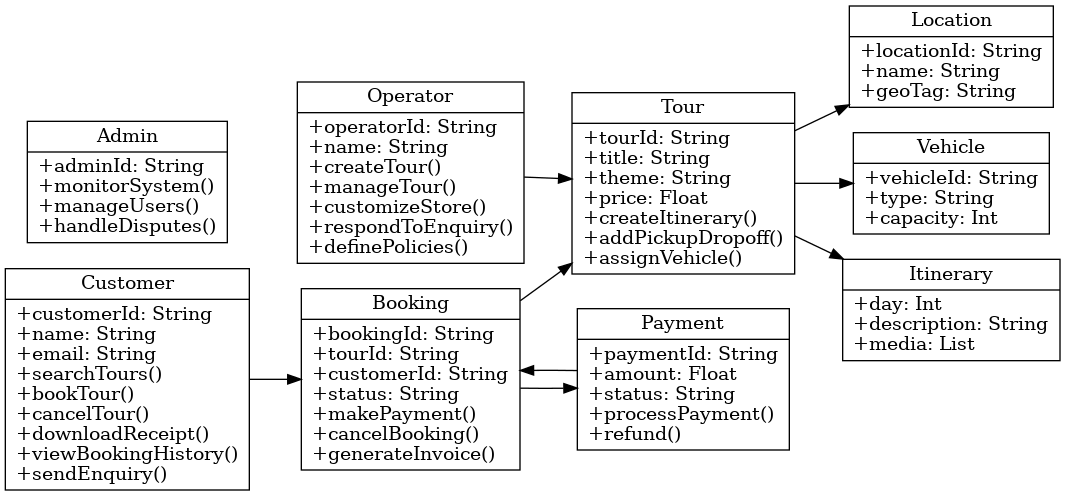 Admin
+adminId: String
+monitorSystem()
+manageUsers()
+handleDisputes()
Customer
+customerId: String
+name: String
+email: String
+searchTours()
+bookTour()
+cancelTour()
+downloadReceipt()
+viewBookingHistory()
+sendEnquiry()
Operator
+operatorId: String
+name: String
+createTour()
+manageTour()
+customizeStore()
+respondToEnquiry()
+definePolicies()
Booking
+bookingId: String
+tourId: String
+customerId: String
+status: String
+makePayment()
+cancelBooking()
+generateInvoice()
Tour
+tourId: String
+title: String
+theme: String
+price: Float
+createItinerary()
+addPickupDropoff()
+assignVehicle()
Payment
+paymentId: String
+amount: Float
+status: String
+processPayment()
+refund()
Location
+locationId: String
+name: String
+geoTag: String
Vehicle
+vehicleId: String
+type: String
+capacity: Int
Itinerary
+day: Int
+description: String
+media: List